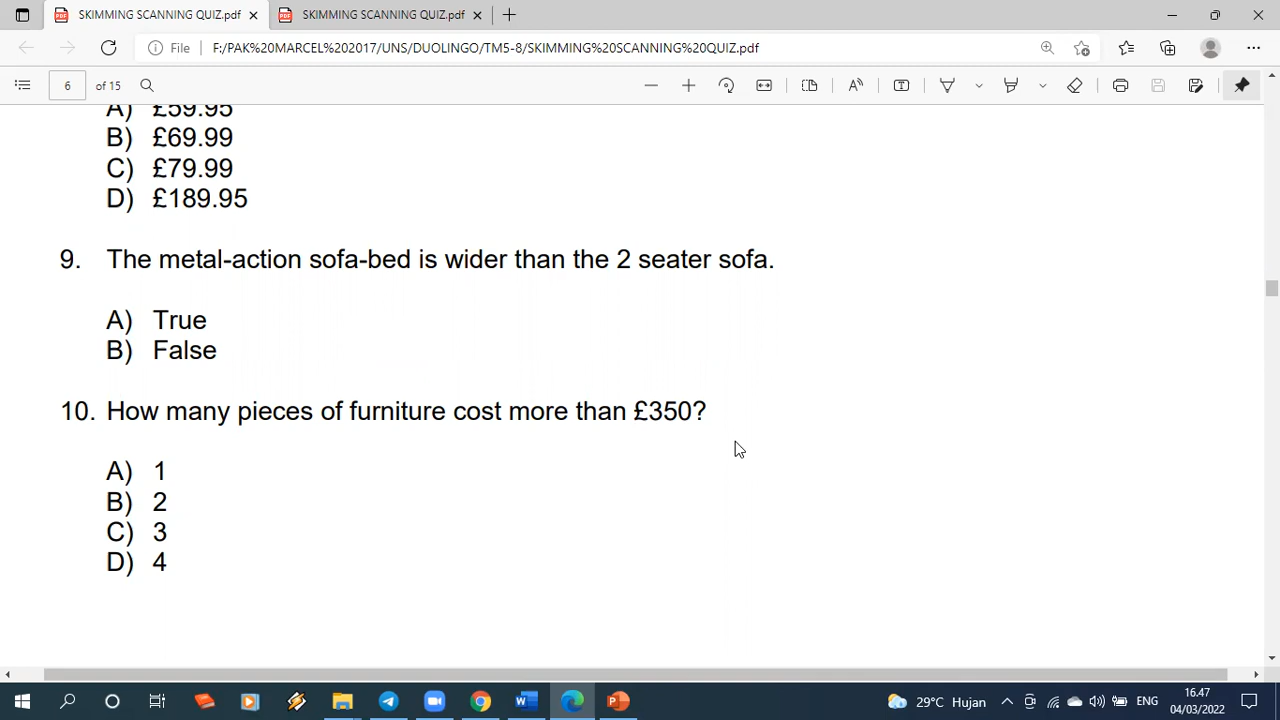 SKIMMING SCANNING QUIZ.pdf
SKIMMING SCANNING QUIZ.pdf
File
F:/PAK%20MARCEL%202017/UNS/DUOLINGO/TM5-8/SKIMMING%20SCANNING%20QUIZ.pdf
6 of 15
A) £59.95
B) £69.99
C) £79.99
D) £189.95
9. The metal-action sofa-bed is wider than the 2 seater sofa.
A) True
B) False
10. How many pieces of furniture cost more than £350?
A) 1
B) 2
C) 3
D) 4
29°C Hujan
ENG
16.47
04/03/2022